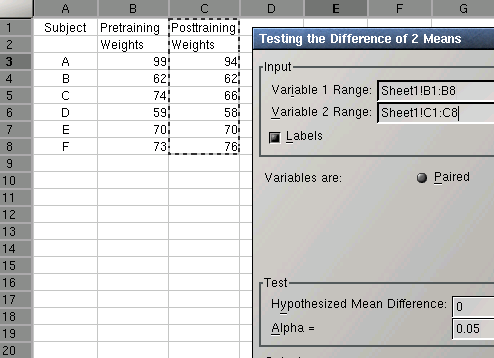 A B C D E F G
1 Subject Pretraining Posttraining
2 Weights Weights
3 A 99 94
4 B 62 62
5 C 74 66
6 D 59 58
7 E 70 70
8 F 73 76
9
10
11
12
13
14
15
16
17
18
19
20
Testing the Difference of 2 Means
Input
Variable 1 Range: Sheet1!B1:B8
Variable 2 Range: Sheet1!C1:C8
Labels
Variables are: Paired
Test
Hypothesized Mean Difference: 0
Alpha = 0.05